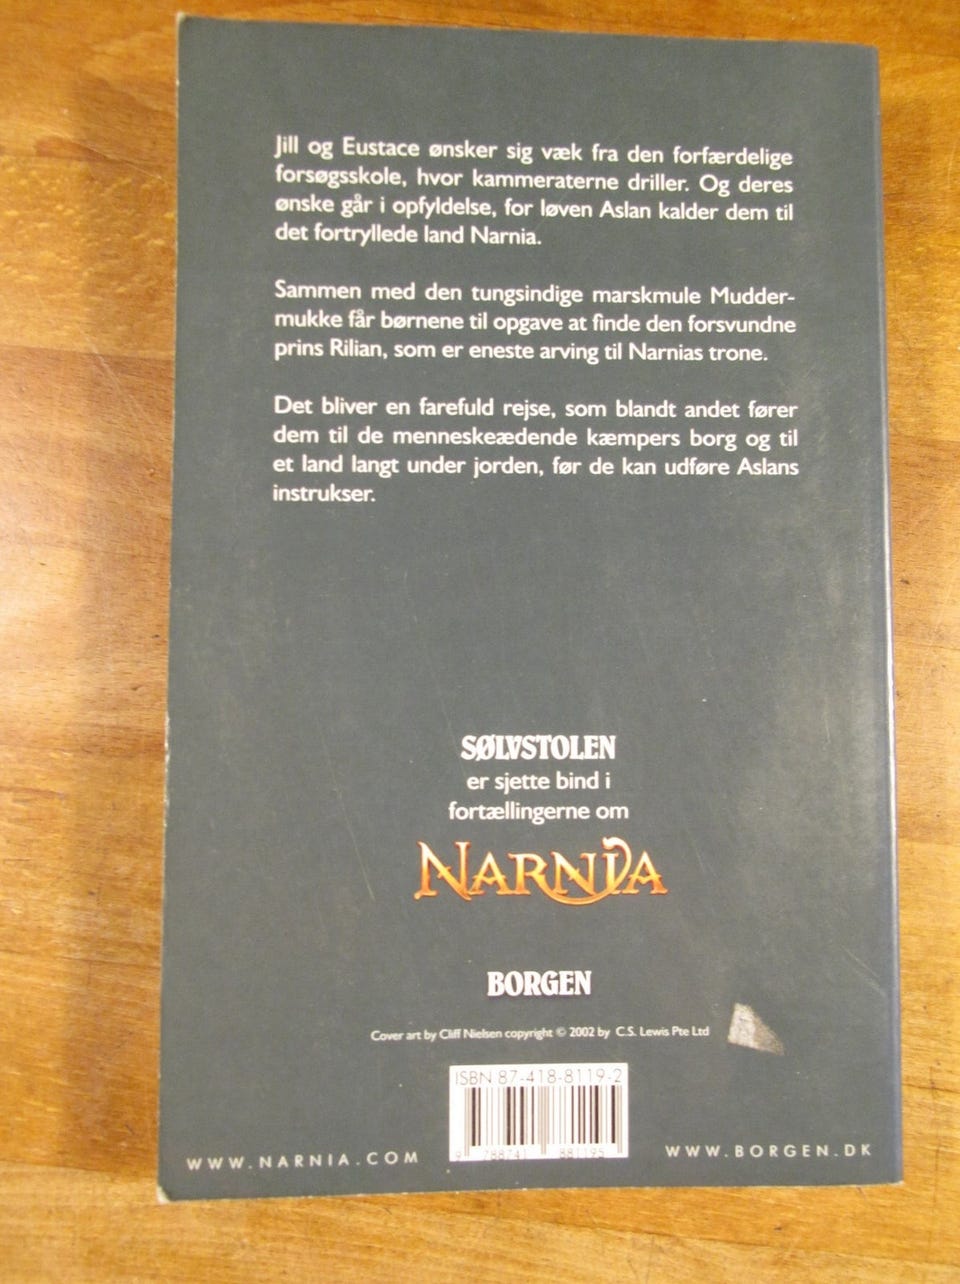 Jill og Eustace ønsker sig væk fra den forfærdelige
forsøgsskole, hvor kammeraterne driller. Og deres
ønske går i opfyldelse, for løven Aslan kalder dem til
det fortryllede land Narnia.
Sammen med den tungsindige marskmule Mudder-
mukke får børnene til opgave at finde den forsvundne
prins Rilian, som er eneste arving til Narnias trone.
Det bliver en farefuld rejse, som blandt andet fører
dem til de menneskeædende kæmpers borg og til
et land langt under jorden, før de kan udføre Aslans
instrukser.
SØLVSTOLEN
er sjette bind i
fortællingerne om
NARNIA
BORGEN
Cover art by Cliff Nielsen copyright © 2002 by C.S. Lewis Pte Ltd
ISBN 87-418-8119-2
9 788741 881195
WWW.NARNIA.COM
WWW.BORGEN.DK